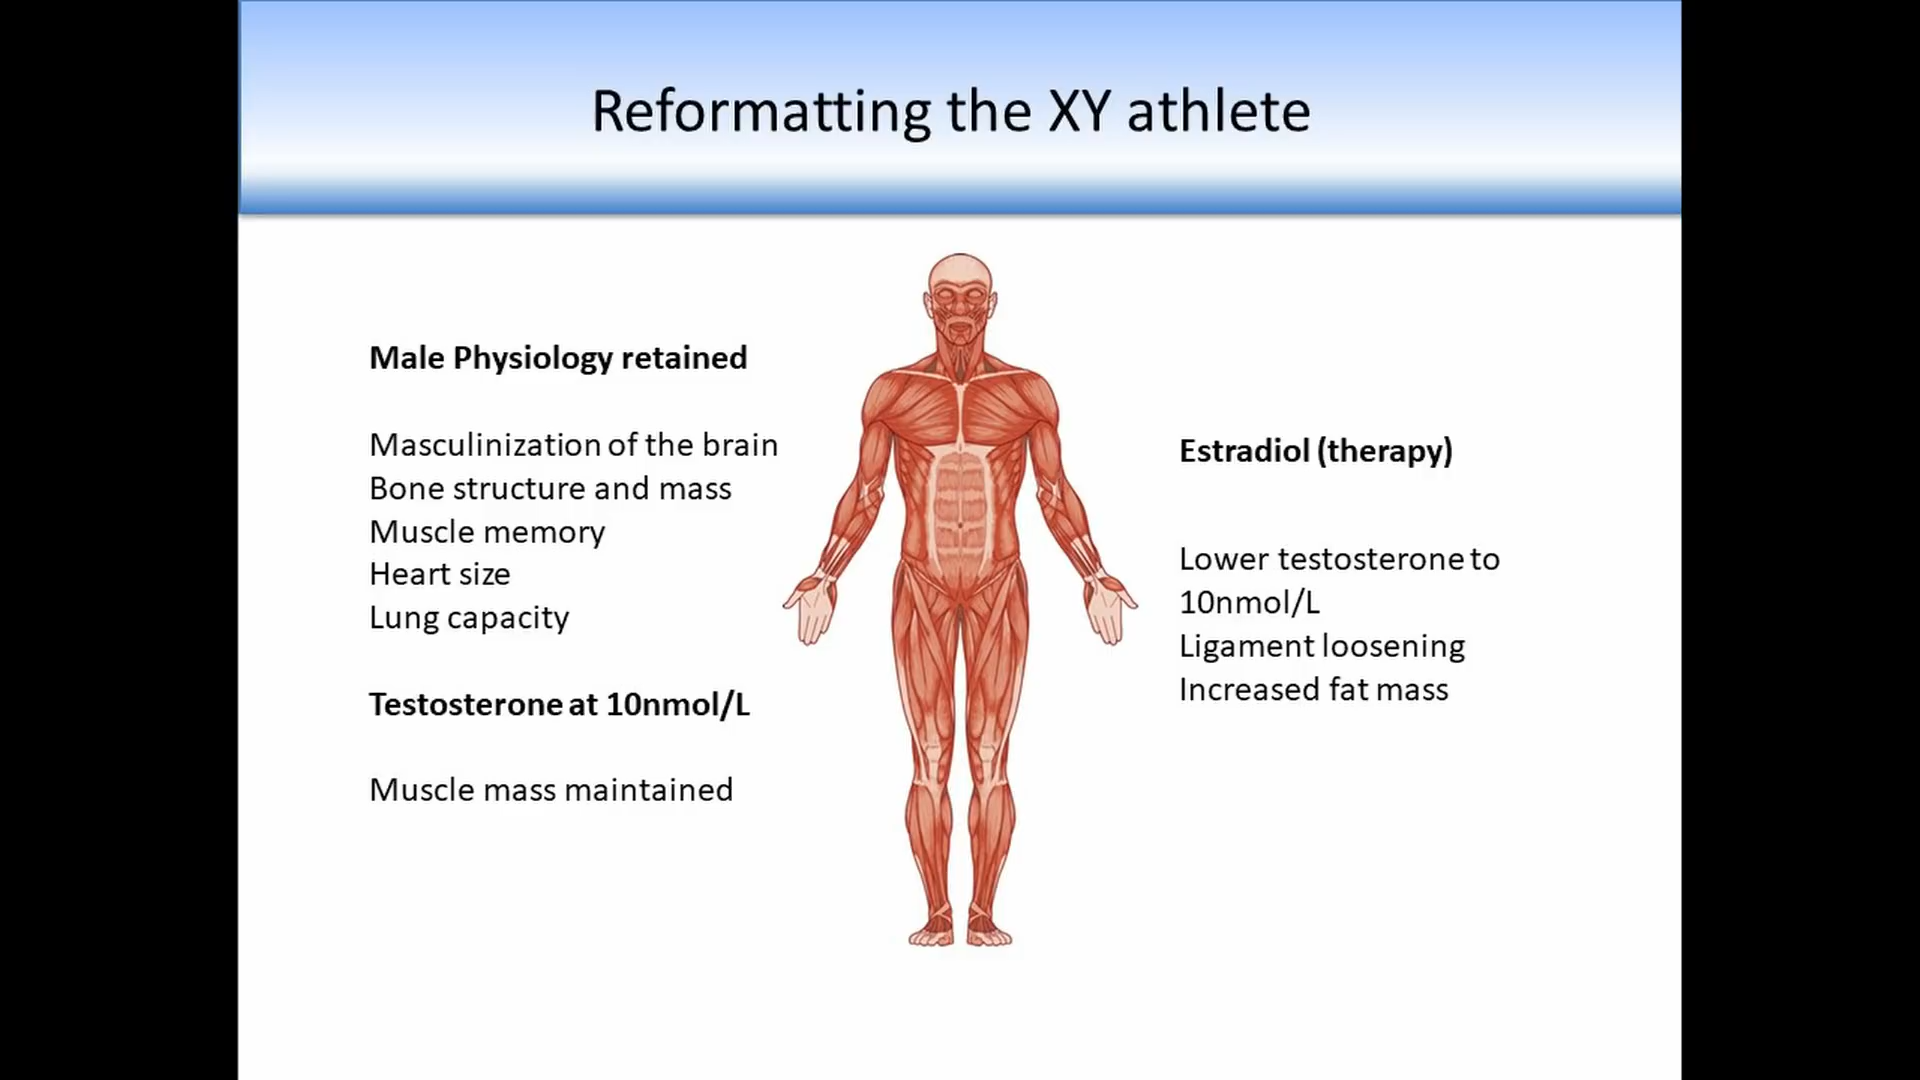 Reformatting the XY athlete
Male Physiology retained
Masculinization of the brain
Bone structure and mass
Muscle memory
Heart size
Lung capacity
Testosterone at 10nmol/L
Muscle mass maintained
Estradiol (therapy)
Lower testosterone to
10nmol/L
Ligament loosening
Increased fat mass